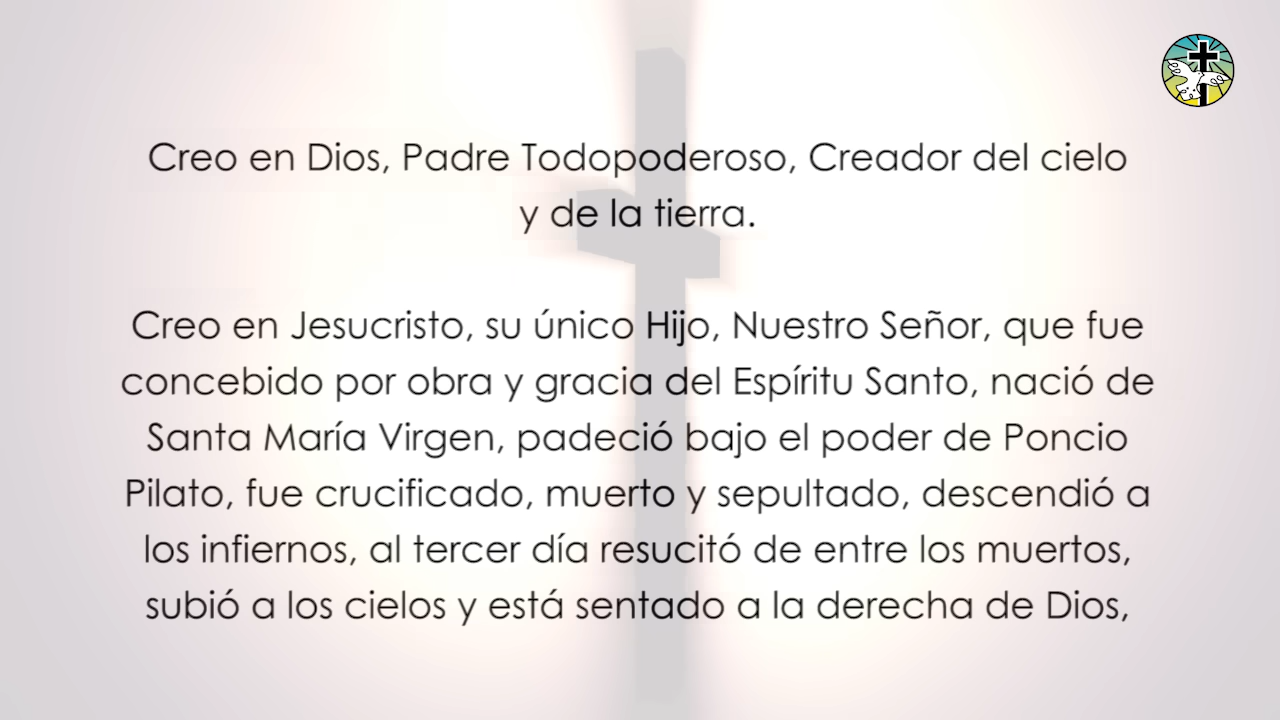 Creo en Dios, Padre Todopoderoso, Creador del cielo
y de la tierra.
Creo en Jesucristo, su único Hijo, Nuestro Señor, que fue
concebido por obra y gracia del Espíritu Santo, nació de
Santa María Virgen, padeció bajo el poder de Poncio
Pilato, fue crucificado, muerto y sepultado, descendió a
los infiernos, al tercer día resucitó de entre los muertos,
subió a los cielos y está sentado a la derecha de Dios,